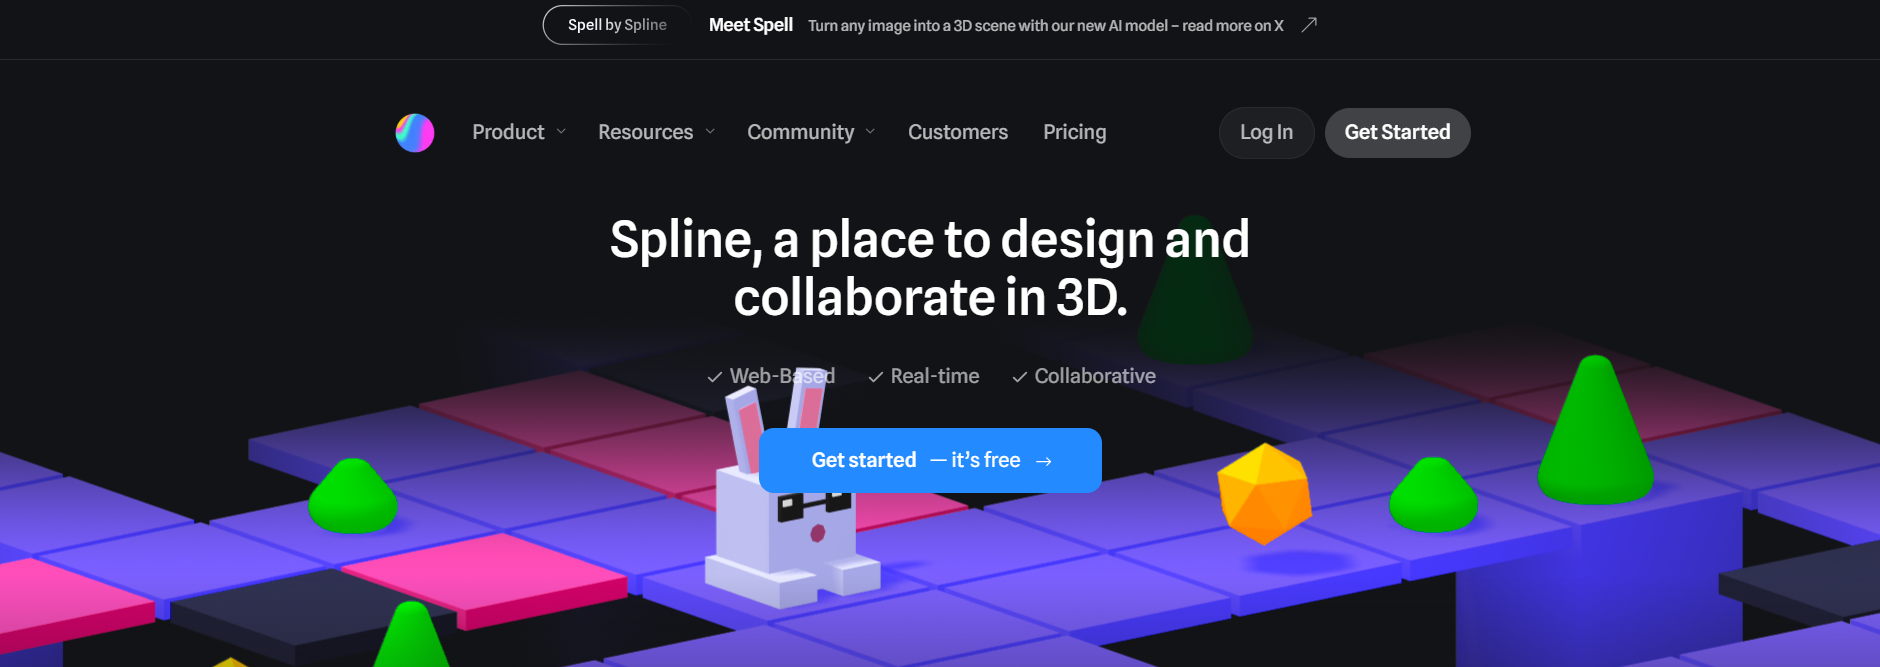 Spell by Spline
Meet Spell
Turn any image into a 3D scene with our new AI model – read more on X
Product
Resources
Community
Customers
Pricing
Log In
Get Started
Spline, a place to design and
collaborate in 3D.
Web-Based
Real-time
Collaborative
Get started — it's free →